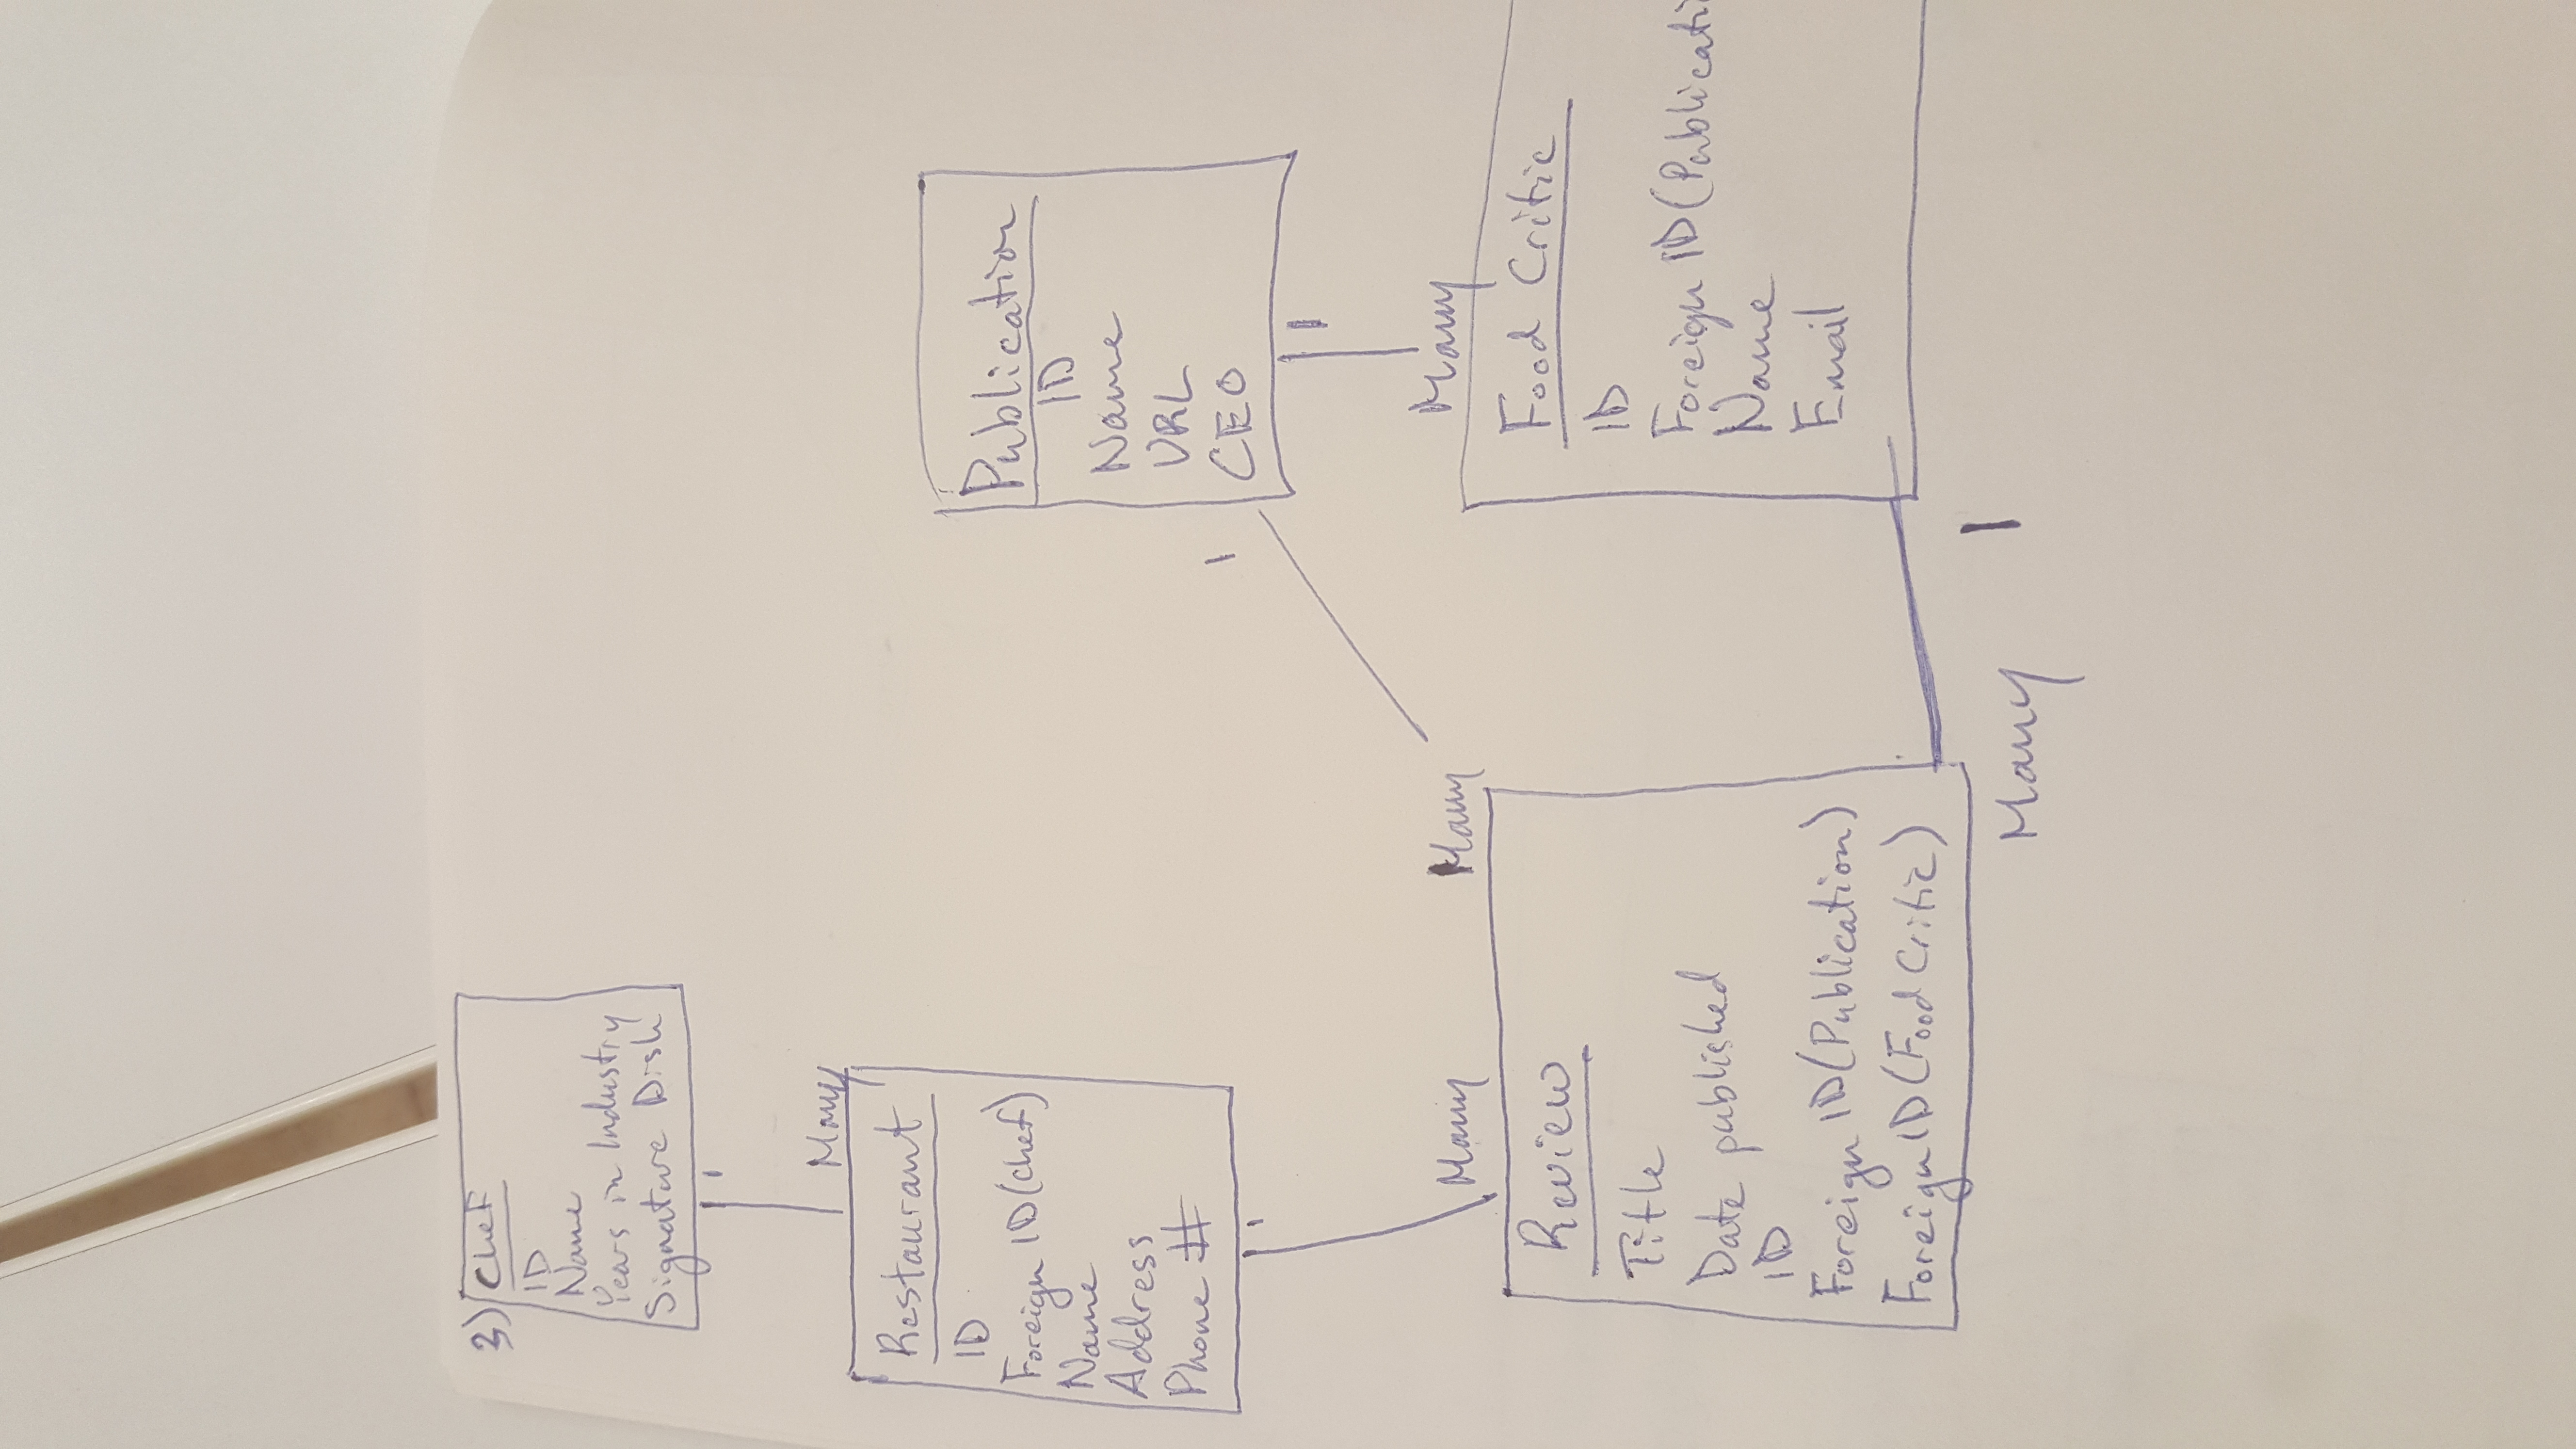 3) Chef
ID
Name
Years in Industry
Signature Dish
1
Many
Restaurant
ID
Foreign ID (Chef)
Name
Address
Phone #
1
Many
Review
Title
Date published
ID
Foreign ID (Publication)
Foreign ID (Food Critic)
Many
1
Publication
ID
Name
URL
CEO
1
Many
1
Many
Food Critic
ID
Foreign ID (Publicati
Name
Email